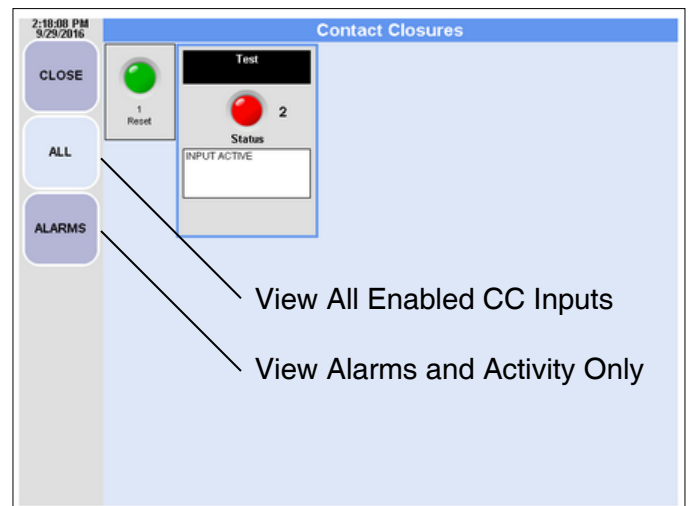 2:18:08 PM
9/29/2016
Contact Closures
CLOSE
ALL
ALARMS
1
Reset
Test
2
Status
INPUT ACTIVE
View All Enabled CC Inputs
View Alarms and Activity Only